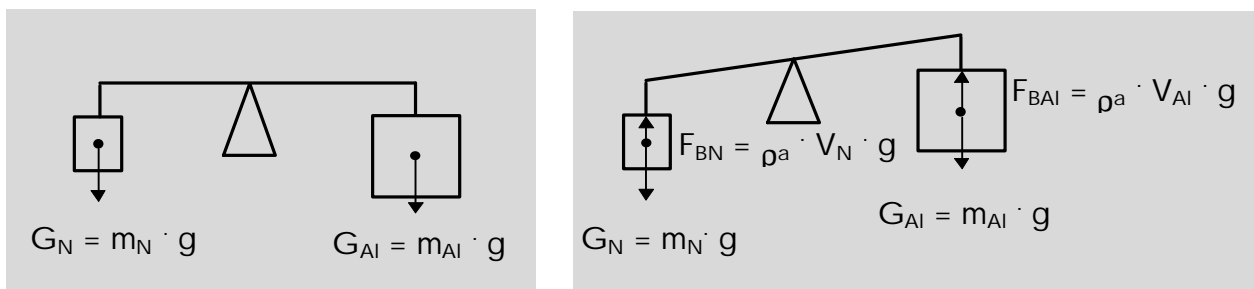 G_N = m_N · g
G_Al = m_Al · g
F_BAl = ρa · V_Al · g
F_BN = ρa · V_N · g
G_Al = m_Al · g
G_N = m_N · g